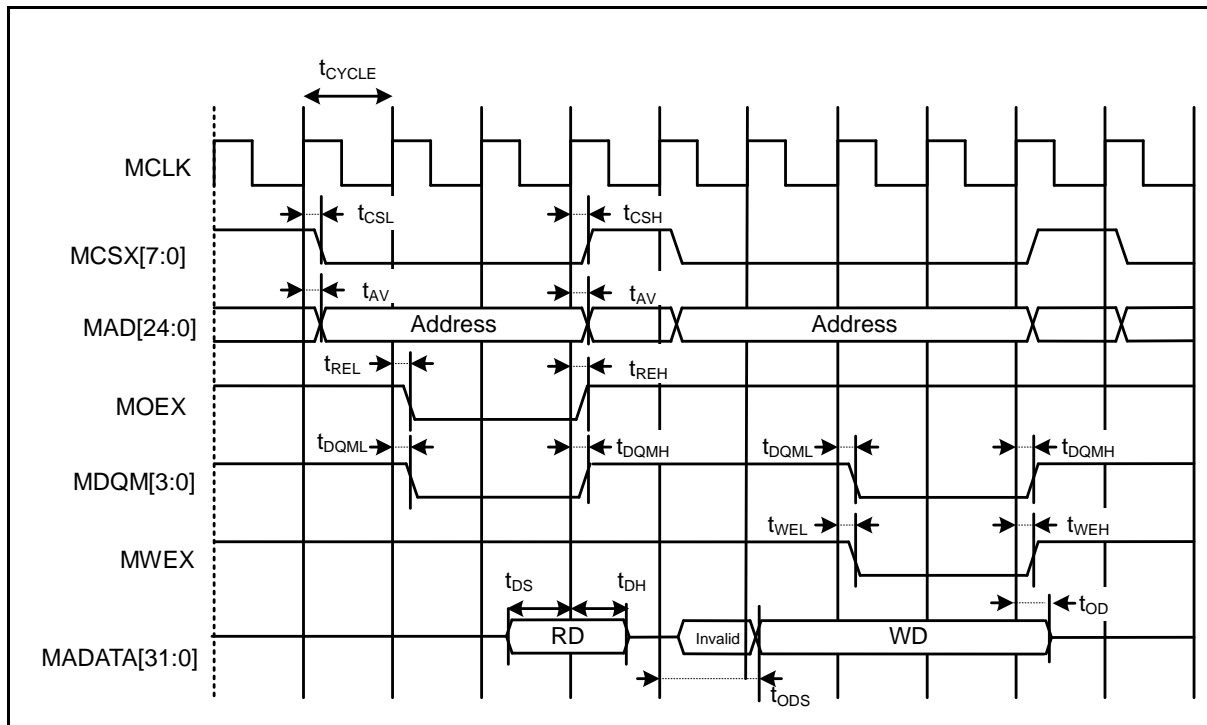 tCYCLE
MCLK
tCSL tCSH
MCSX[7:0]
tAV tAV
MAD[24:0] Address Address
tREL tREH
MOEX
tDQML tDQMH tDQML tDQMH
MDQM[3:0]
tWEL tWEH
MWEX
tDS tDH tOD
RD Invalid WD
MADATA[31:0]
tODS